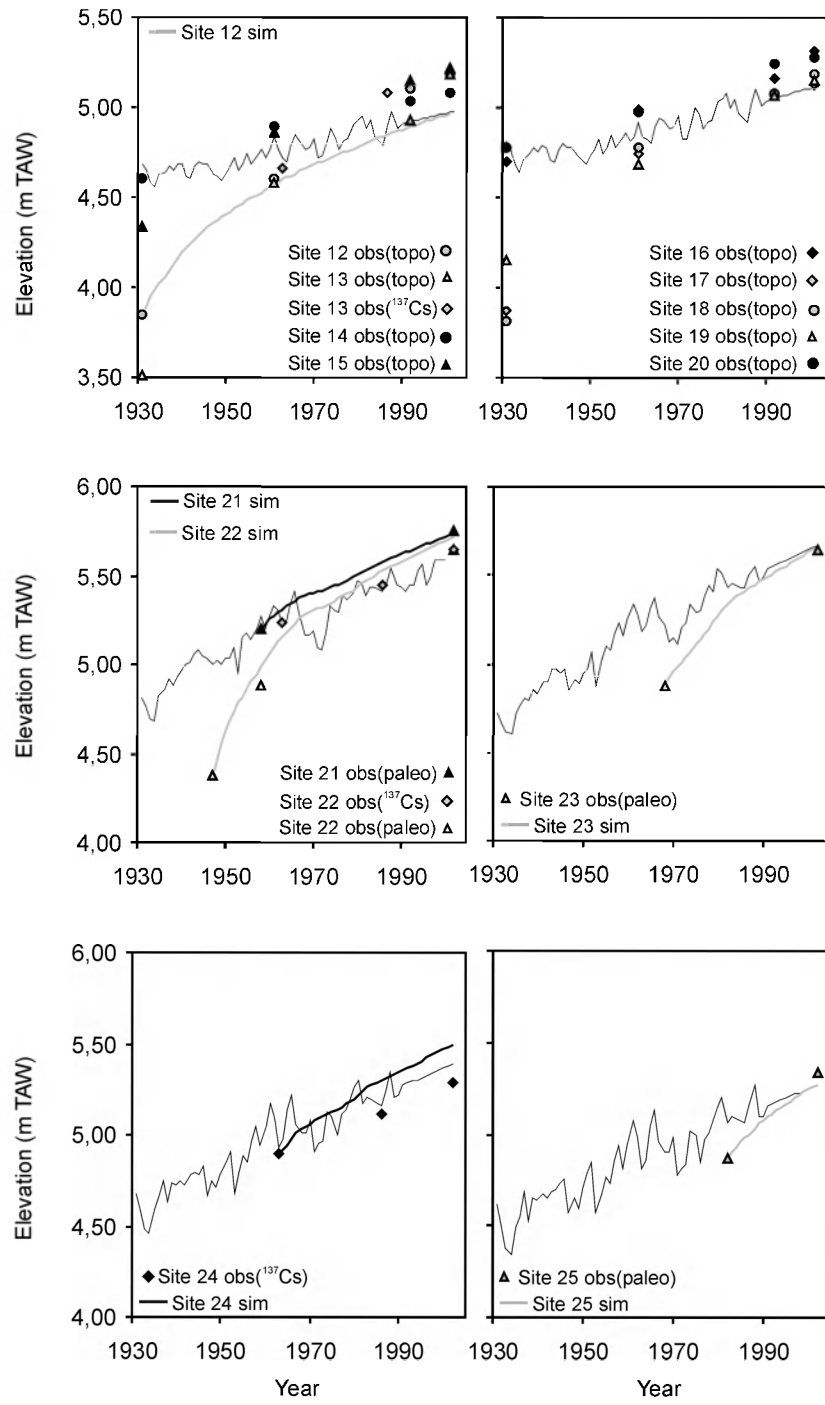 5,50
Site 12 sim
5,00
4,50
4,00
3,50
Elevation (m TAW)
Site 12 obs(topo)
Site 13 obs(topo)
Site 13 obs(¹³⁷Cs)
Site 14 obs(topo)
Site 15 obs(topo)
1930 1950 1970 1990
Site 16 obs(topo)
Site 17 obs(topo)
Site 18 obs(topo)
Site 19 obs(topo)
Site 20 obs(topo)
1930 1950 1970 1990
6,00
Site 21 sim
Site 22 sim
5,50
5,00
4,50
4,00
Elevation (m TAW)
Site 21 obs(paleo)
Site 22 obs(¹³⁷Cs)
Site 22 obs(paleo)
1930 1950 1970 1990
Site 23 obs(paleo)
Site 23 sim
1930 1950 1970 1990
6,00
5,50
5,00
4,50
4,00
Elevation (m TAW)
Site 24 obs(¹³⁷Cs)
Site 24 sim
1930 1950 1970 1990
Year
Site 25 obs(paleo)
Site 25 sim
1930 1950 1970 1990
Year